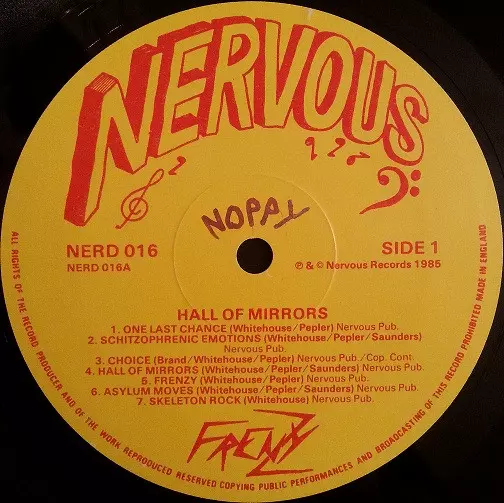 NERVOUS
NOPPY
NERD 016
SIDE 1
NERD 016A
℗ & © Nervous Records 1985
HALL OF MIRRORS
1. ONE LAST CHANCE (Whitehouse/Pepler) Nervous Pub.
2. SCHITZOPHRENIC EMOTIONS (Whitehouse/Pepler/Saunders)
Nervous Pub.
3. CHOICE (Brand/Whitehouse/Pepler) Nervous Pub./Cop. Cont.
4. HALL OF MIRRORS (Whitehouse/Pepler/Saunders) Nervous Pub.
5. FRENZY (Whitehouse/Pepler) Nervous Pub.
6. ASYLUM MOVES (Whitehouse/Pepler/Saunders) Nervous Pub.
7. SKELETON ROCK (Whitehouse) Nervous Pub.
FRENZY
ALL RIGHTS OF THE RECORD PRODUCER AND OF THE WORK REPRODUCED RESERVED COPYING PUBLIC PERFORMANCES AND BROADCASTING OF THIS RECORD PROHIBITED MADE IN ENGLAND